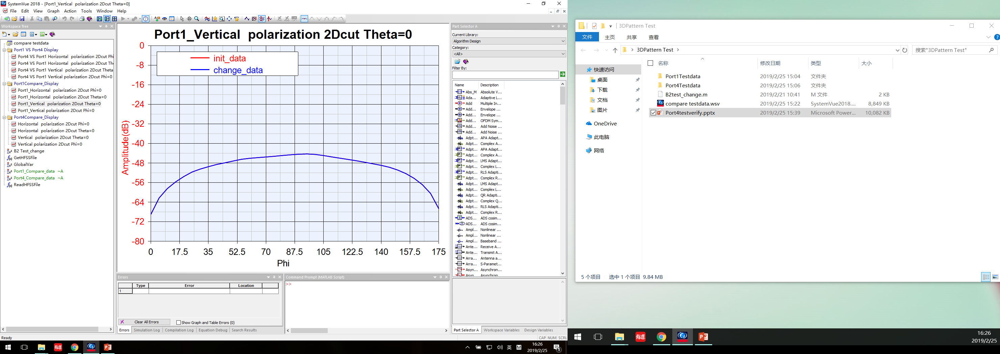 SystemVue 2018 - [Port1_Vertical  polarization 2Dcut Theta=0]
File Edit View Graph Action Tools Window Help
Workspace Tree
compare testdata
Port1 VS Port4 Display
Port4 VS Port1 Horizontal  polarization 2Dcut Phi
Port4 VS Port1 Horizontal  polarization 2Dcut Th
Port4 VS Port1 Vertical  polarization 2Dcut Theta
Port4 VS Port1 Vertical polarization 2Dcut Phi=0
Port1Compare_Display
Port1_Horizontal  polarization 2Dcut Phi=0
Port1_Horizontal  polarization 2Dcut Theta=0
Port1_Vertical  polarization 2Dcut Theta=0
Port1_Vertical polarization 2Dcut Phi=0
Port4Compare_Display
Horizontal  polarization 2Dcut Phi=0
Horizontal  polarization 2Dcut Theta=0
Vertical  polarization 2Dcut Theta=0
Vertical polarization 2Dcut Phi=0
B2 Test_change
GetHFSSFile
GlobalVar
Port1_Compare_data ~A
Port4_Compare_data ~A
ReadHFSSFile
Port1_Vertical  polarization 2Dcut Theta=0
init_data
change_data
Amplitude(dB)
0
-8
-16
-24
-32
-40
-48
-56
-64
-72
-80
0 17.5 35 52.5 70 87.5 105 122.5 140 157.5 175
Phi
Errors
Type Error Location
1
Clear All Errors
Show Graph and Table Errors (0)
Errors Simulation Log Compilation Log Equation Debug Search Results
Command Prompt (MATLAB Script)
>>
Part Selector A
Current Library:
Algorithm Design
Category:
<All>
Filter By:
Name Description
Abs_M Absolute V...
Ada... Adaptive L...
Add Multiple In...
Add... Envelope ...
Add... Envelope ...
Add... OFDM Sym...
Add... Add Noise ...
Add... Add Noise ...
Adpt... APA Adapt...
Adpt... Complex A...
Adpt... APA Adapt...
Adpt... Complex A...
Adpt... LMS Adapt...
Adpt... Complex L...
Adpt... RLS Adapti...
Adpt... Complex R...
Adpt... LMS Adapt...
Adpt... Complex L...
Adpt... QR Adapti...
Adpt... Complex Q...
Adpt... RLS Adapti...
Adpt... Complex R...
ADS... ADS cosim...
ADS... ADS cosim...
Ampl... Nonlinear ...
Ampl... Nonlinear ...
Ampl... Baseband ...
Ante... Receive A...
Ante... Transmit A...
Arra... Antenna a...
Arra... S-Paramet...
Asyn... Asynchron...
Asyn... Asynchron...
Part Selector A Workspace Variables Design Variables
Ready
CAP NUM SCRL
有道
英 M
16:26
2019/2/25
1
3DPattern Test
文件 主页 共享 查看
3DPattern Test
搜索"3DPattern Test"
快速访问
桌面
下载
文档
图片
OneDrive
此电脑
网络
名称 修改日期 类型 大小
Port1Testdata 2019/2/25 15:04 文件夹
Port4Testdata 2019/2/25 15:06 文件夹
B2test_change.m 2019/2/21 10:41 M 文件 2 KB
compare testdata.wsv 2019/2/25 15:22 SystemVue2018.... 8,849 KB
Port4testverify.pptx 2019/2/25 15:39 Microsoft Power... 10,082 KB
5 个项目 选中 1 个项目 9.84 MB
有道
16:26
2019/2/25